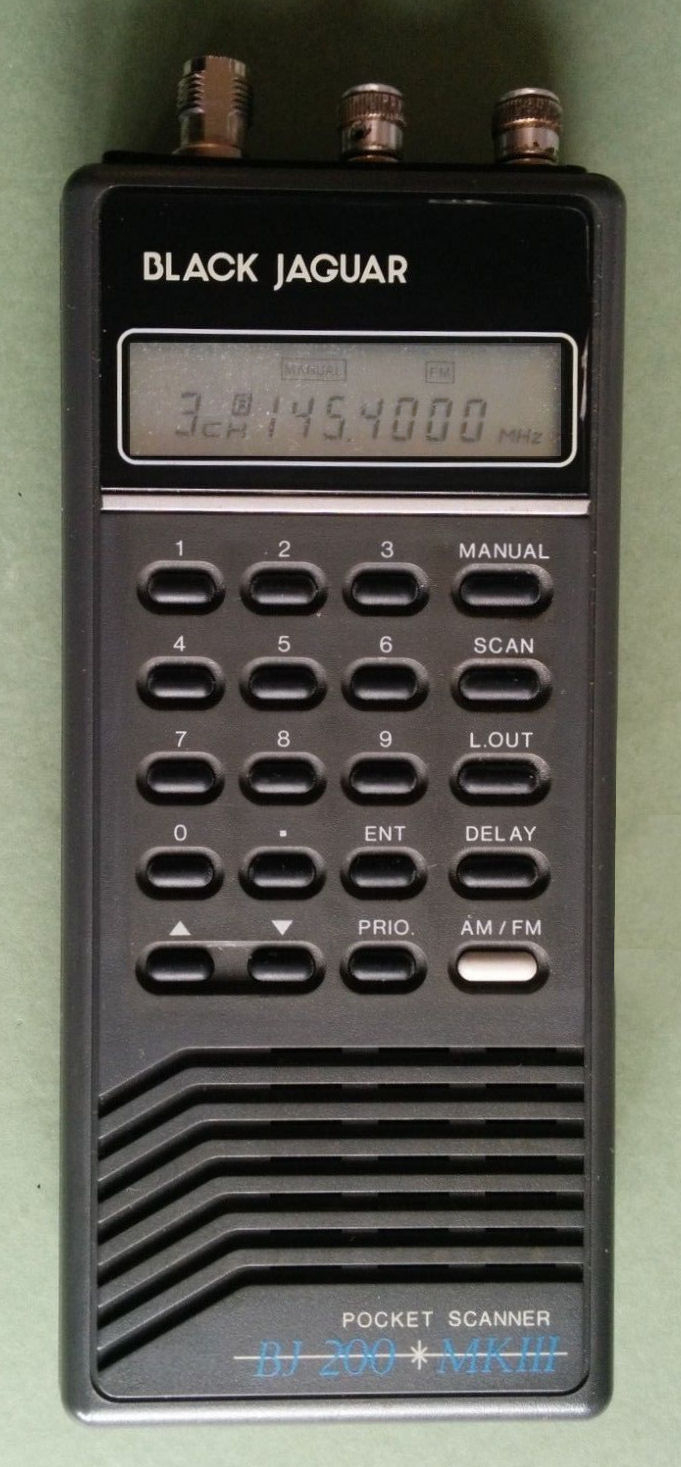 BLACK JAGUAR
MANUAL FM
3CH 145.4000 MHz
1 2 3 MANUAL
4 5 6 SCAN
7 8 9 L.OUT
0 . ENT DELAY
▲ ▼ PRIO. AM / FM
POCKET SCANNER
BJ 200 * MKIII